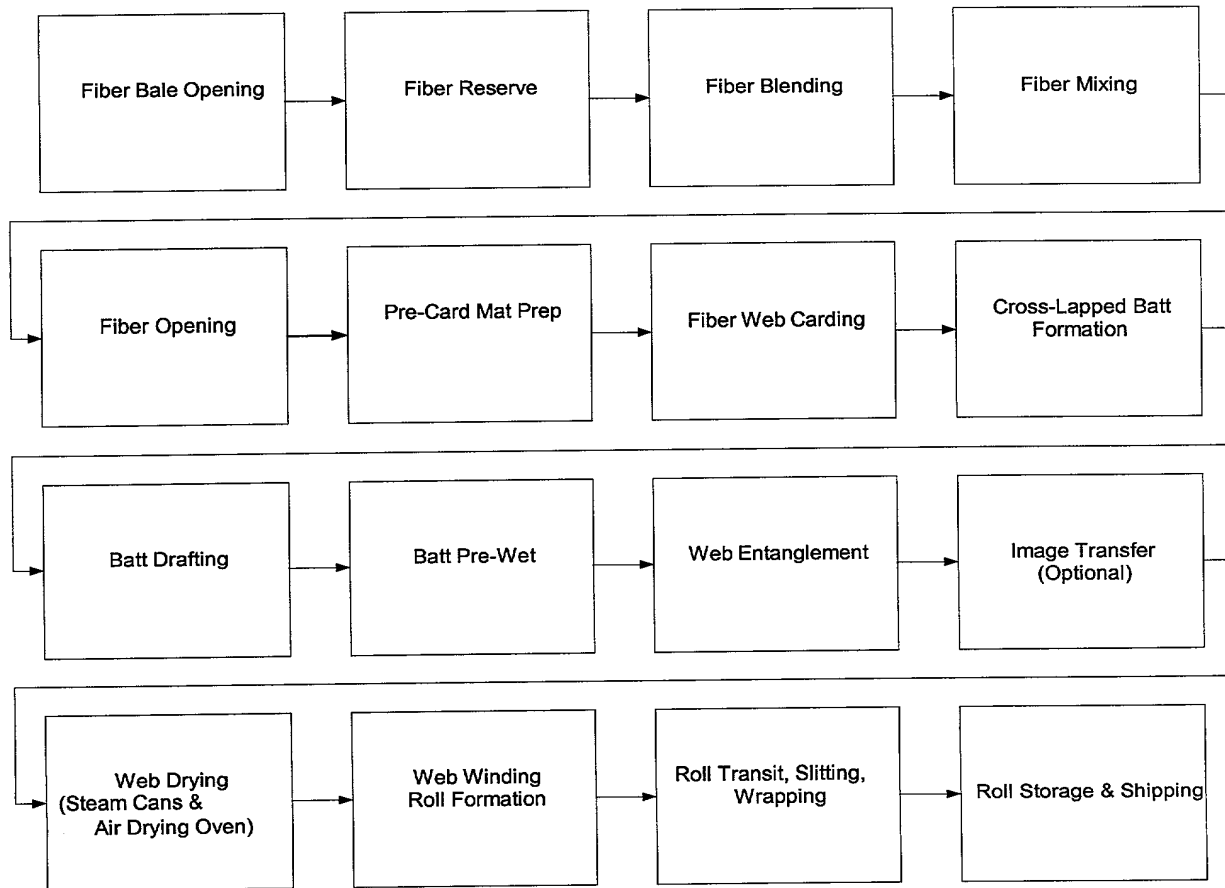 Fiber Bale Opening
Fiber Reserve
Fiber Blending
Fiber Mixing
Fiber Opening
Pre-Card Mat Prep
Fiber Web Carding
Cross-Lapped Batt
Formation
Batt Drafting
Batt Pre-Wet
Web Entanglement
Image Transfer
(Optional)
Web Drying
(Steam Cans &
Air Drying Oven)
Web Winding
Roll Formation
Roll Transit, Slitting,
Wrapping
Roll Storage & Shipping